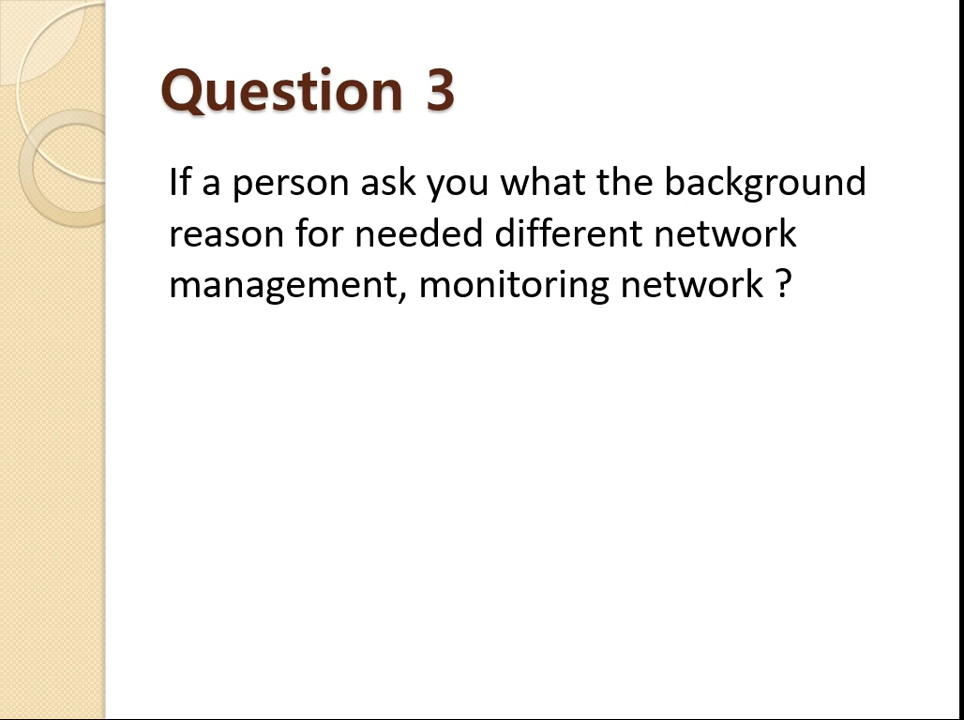 Question 3
If a person ask you what the background
reason for needed different network
management, monitoring network ?